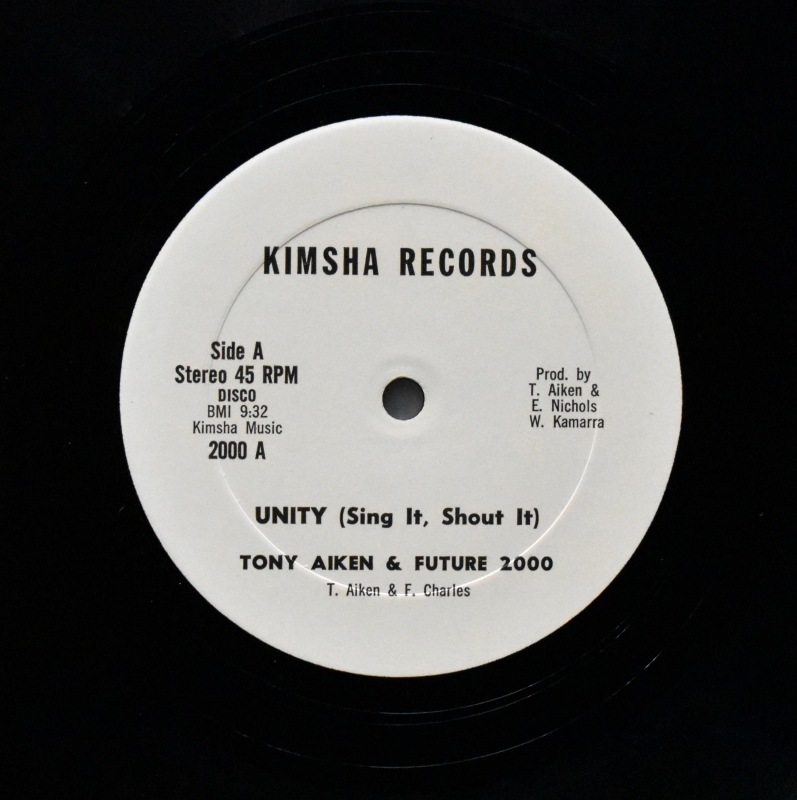 KIMSHA RECORDS
Side A
Stereo 45 RPM
DISCO
BMI 9:32
Kimsha Music
2000 A
Prod. by
T. Aiken &
E. Nichols
W. Kamarra
UNITY (Sing It, Shout It)
TONY AIKEN & FUTURE 2000
T. Aiken & F. Charles